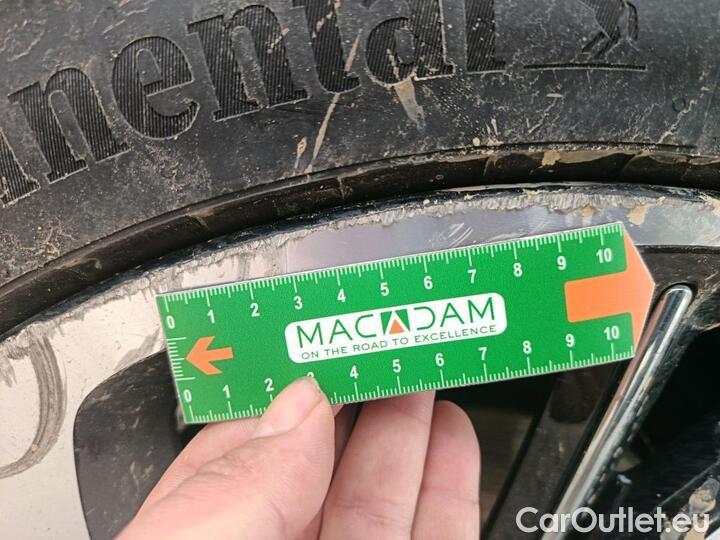 ntinental
0 1 2 3 4 5 6 7 8 9 10
MACADAM
ON THE ROAD TO EXCELLENCE
0 1 2 3 4 5 6 7 8 9 10
CarOutlet.eu